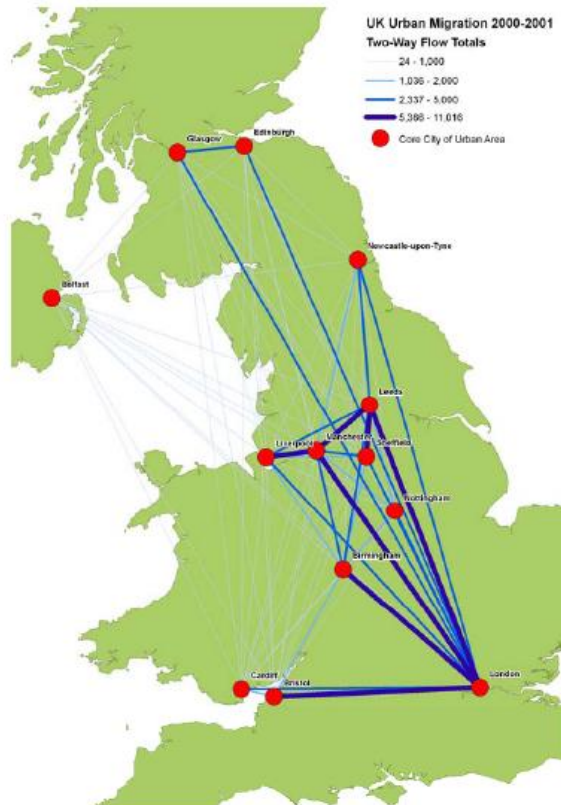 UK Urban Migration 2000-2001
Two-Way Flow Totals
24 - 1,000
1,036 - 2,000
2,337 - 5,000
5,366 - 11,016
Core City of Urban Area
Glasgow
Edinburgh
Newcastle-upon-Tyne
Belfast
Leeds
Liverpool
Manchester
Sheffield
Nottingham
Birmingham
Cardiff
Bristol
London